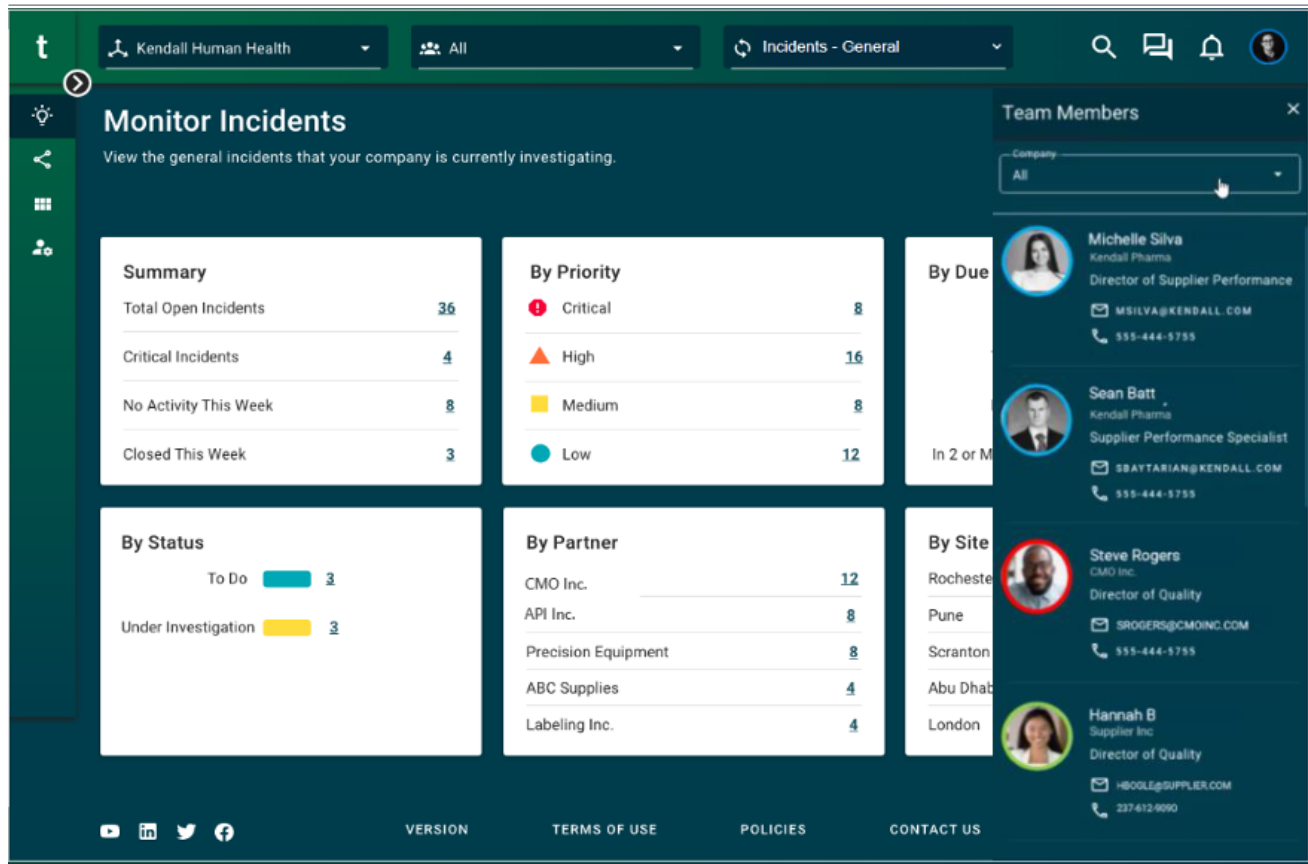 t
Kendall Human Health
All
Incidents - General
Monitor Incidents
View the general incidents that your company is currently investigating.
Summary
Total Open Incidents 36
Critical Incidents 4
No Activity This Week 8
Closed This Week 3
By Priority
Critical 8
High 16
Medium 8
Low 12
By Due
In 2 or M
By Status
To Do 3
Under Investigation 3
By Partner
CMO Inc. 12
API Inc. 8
Precision Equipment 8
ABC Supplies 4
Labeling Inc. 4
By Site
Rocheste
Pune
Scranton
Abu Dhab
London
Team Members
Company
All
Michelle Silva
Kendall Pharma
Director of Supplier Performance
MSILVA@KENDALL.COM
555-444-5755
Sean Batt
Kendall Pharma
Supplier Performance Specialist
SBAYTARIAN@KENDALL.COM
555-444-5755
Steve Rogers
CMO Inc.
Director of Quality
SROGERS@CMOINC.COM
555-444-5755
Hannah B
Supplier Inc
Director of Quality
HBOGLE@SUPPLIER.COM
237-612-9090
VERSION
TERMS OF USE
POLICIES
CONTACT US